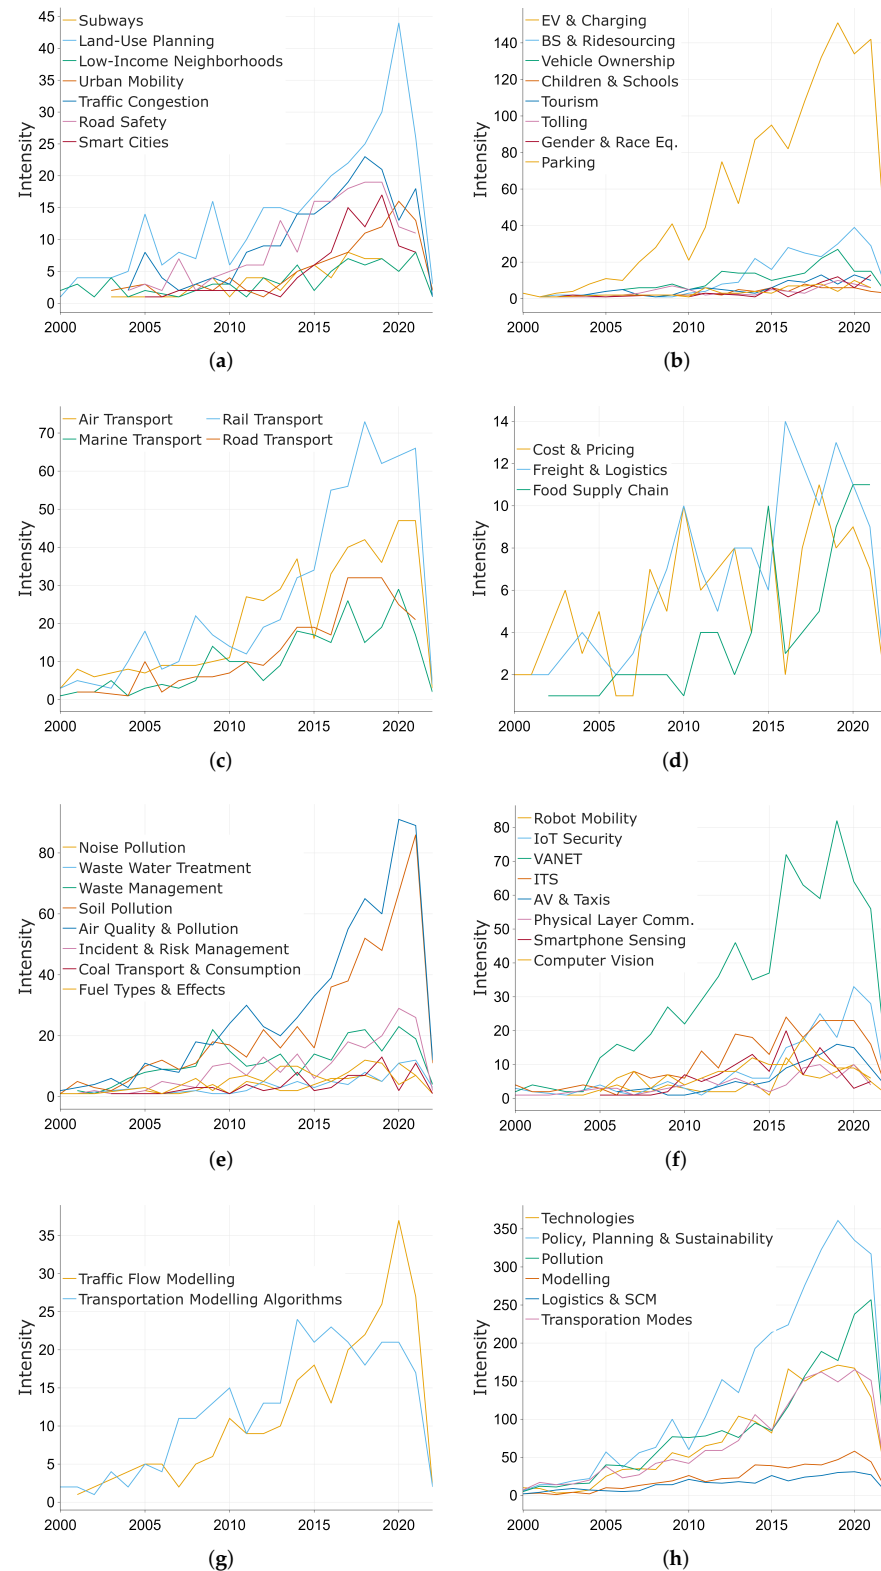 45
40
35
30
25
20
15
10
5
0
Intensity
Subways
Land-Use Planning
Low-Income Neighborhoods
Urban Mobility
Traffic Congestion
Road Safety
Smart Cities
2000 2005 2010 2015 2020
(a)
140
120
100
80
60
40
20
0
Intensity
EV & Charging
BS & Ridesourcing
Vehicle Ownership
Children & Schools
Tourism
Tolling
Gender & Race Eq.
Parking
2000 2005 2010 2015 2020
(b)
70
60
50
40
30
20
10
0
Intensity
Air Transport Rail Transport
Marine Transport Road Transport
2000 2005 2010 2015 2020
(c)
14
12
10
8
6
4
2
Intensity
Cost & Pricing
Freight & Logistics
Food Supply Chain
2000 2005 2010 2015 2020
(d)
80
60
40
20
0
Intensity
Noise Pollution
Waste Water Treatment
Waste Management
Soil Pollution
Air Quality & Pollution
Incident & Risk Management
Coal Transport & Consumption
Fuel Types & Effects
2000 2005 2010 2015 2020
(e)
80
70
60
50
40
30
20
10
0
Intensity
Robot Mobility
IoT Security
VANET
ITS
AV & Taxis
Physical Layer Comm.
Smartphone Sensing
Computer Vision
2000 2005 2010 2015 2020
(f)
35
30
25
20
15
10
5
0
Intensity
Traffic Flow Modelling
Transportation Modelling Algorithms
2000 2005 2010 2015 2020
(g)
350
300
250
200
150
100
50
0
Intensity
Technologies
Policy, Planning & Sustainability
Pollution
Modelling
Logistics & SCM
Transporation Modes
2000 2005 2010 2015 2020
(h)